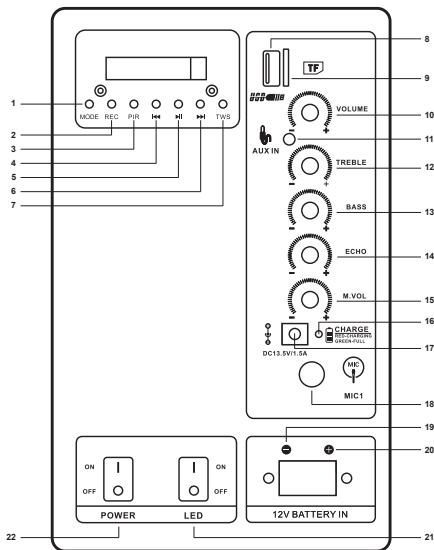 1
2
3
4
5
6
7
MODE REC PIR TWS
8
9
TF
10
VOLUME
11
AUX IN
12
TREBLE
13
BASS
14
ECHO
15
M.VOL
16
CHARGE
RED-CHARGING
GREEN-FULL
17
DC13.5V/1.5A
MIC
18
MIC1
19
20
ON
OFF
ON
OFF
POWER
LED
12V BATTERY IN
22
21